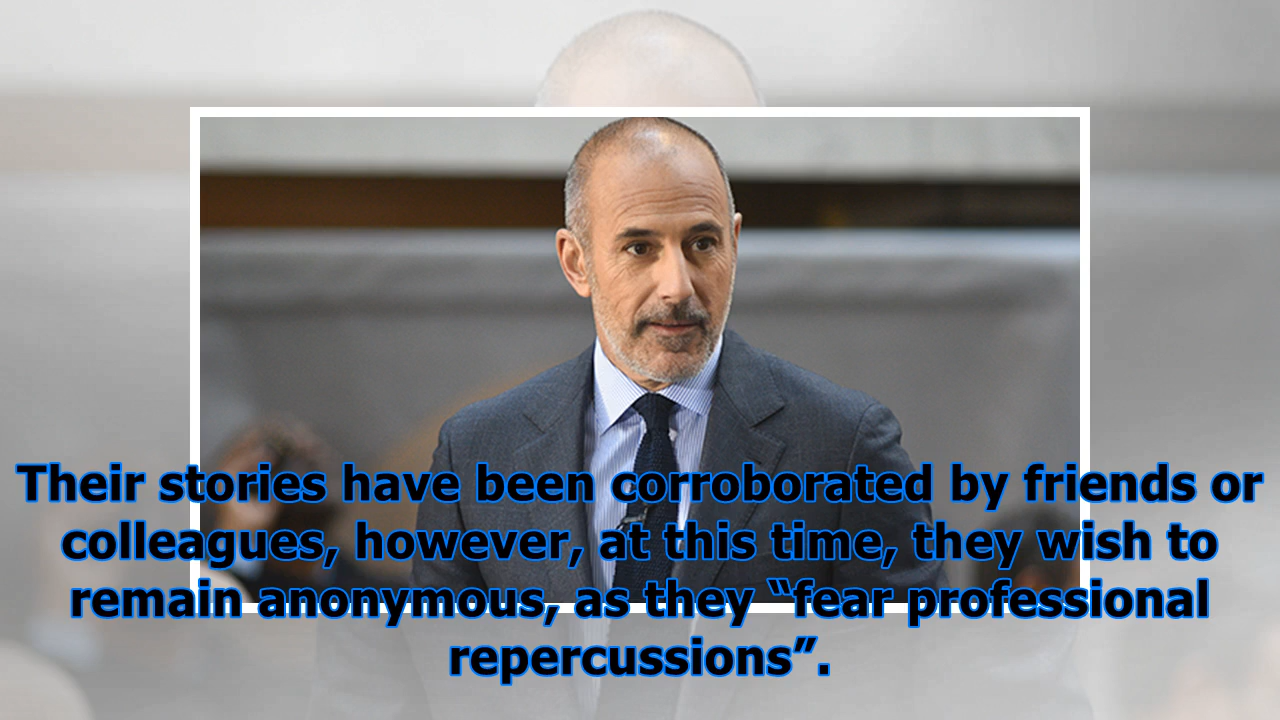 Their stories have been corroborated by friends or
colleagues, however, at this time, they wish to
remain anonymous, as they “fear professional
repercussions”.